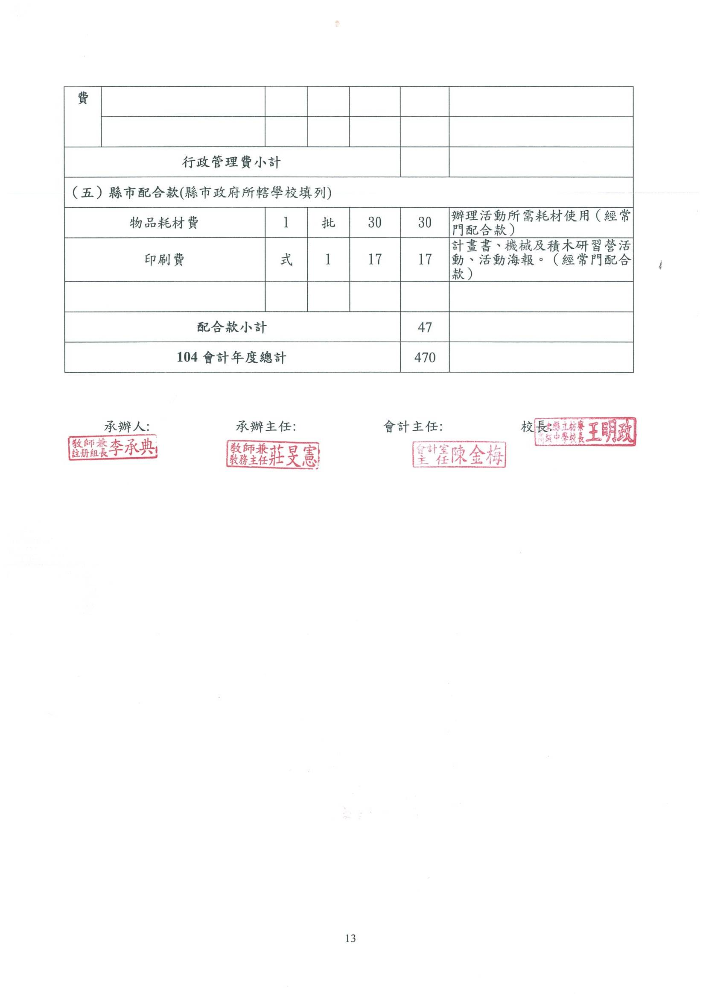 費
行政管理費小計
（五）縣市配合款(縣市政府所轄學校填列)
物品耗材費 1 批 30 30 辦理活動所需耗材使用（經常
門配合款）
印刷費 式 1 17 17 計畫書、機械及積木研習營活
動、活動海報。（經常門配合
款）
配合款小計 47
104 會計年度總計 470
承辦人: 承辦主任: 會計主任: 校長:
教師兼
註冊組長 李承典
教師兼
教務主任 莊旻憲
會計室
主任 陳金梅
縣立枋寮
高級中學校長 王明政
13